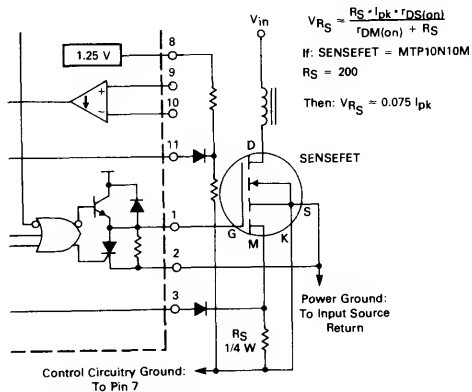 8
1.25 V
9
10
11
1
2
3
V_in
D
SENSEFET
S
G
M
K
R_S
1/4 W
Power Ground:
To Input Source
Return
Control Circuitry Ground:
To Pin 7
V_RS = R_S • I_pk • r_DS(on) / r_DM(on) + R_S
If: SENSEFET = MTP10N10M
R_S = 200
Then: V_RS ≈ 0.075 I_pk
+
−